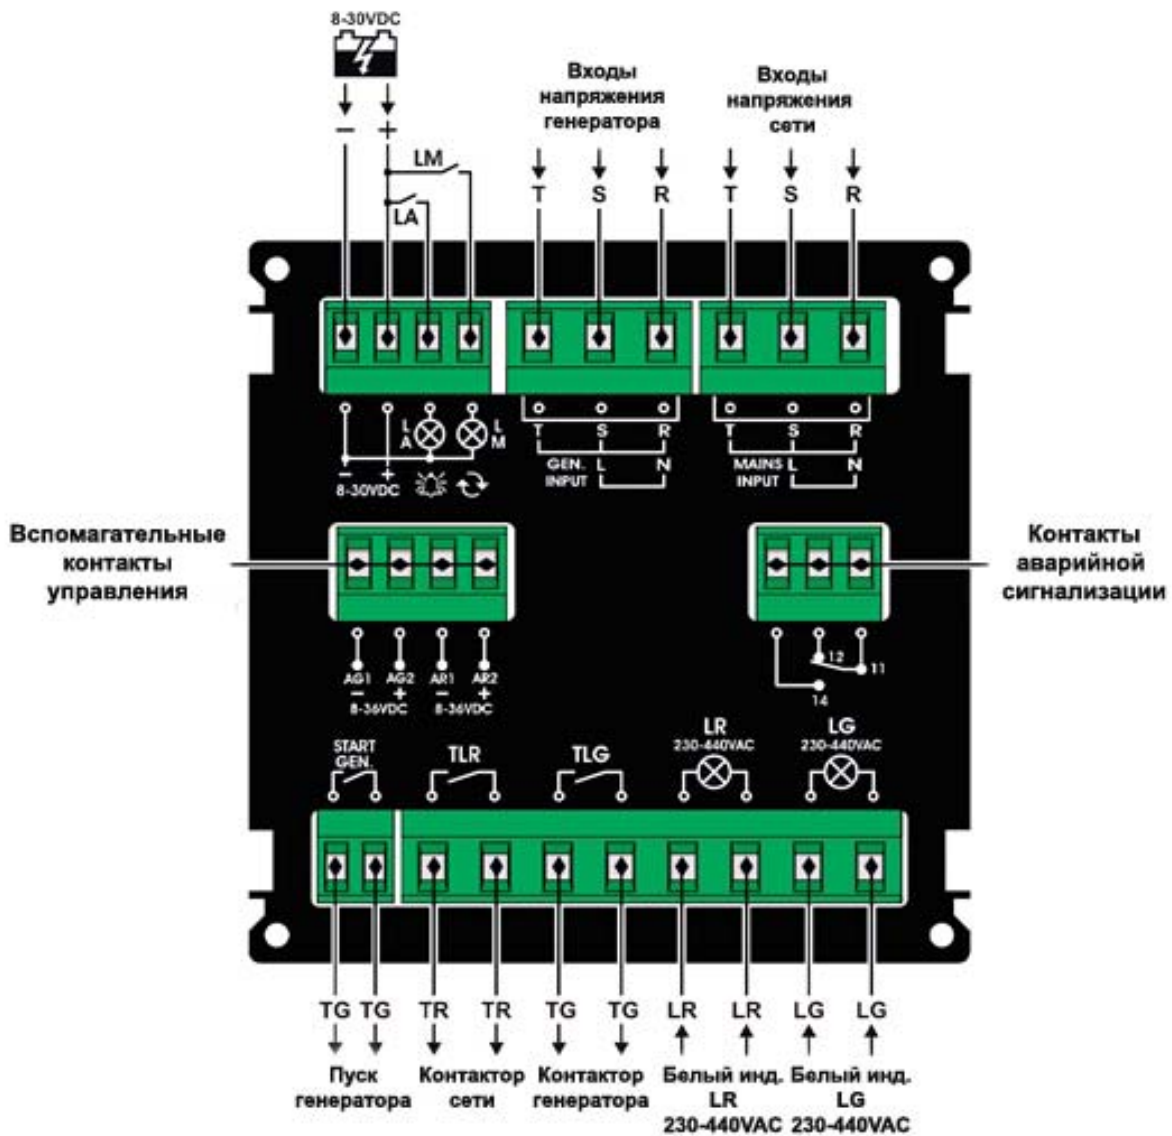 8-30VDC
Входы
напряжения
генератора
Входы
напряжения
сети
− +
LM
LA
T S R
T S R
L
A
L
M
− +
8-30VDC
T S R
GEN. L N
INPUT
T S R
MAINS L N
INPUT
Вспомагательные
контакты
управления
Контакты
аварийной
сигнализации
AG1 AG2 AR1 AR2
− + − +
8-36VDC 8-36VDC
12
11
14
START
GEN.
TLR
TLG
LR
230-440VAC
LG
230-440VAC
TG TG TR TR TG TG LR LR LG LG
Пуск
генератора
Контактор
сети
Контактор
генератора
Белый инд.
LR
230-440VAC
Белый инд.
LG
230-440VAC